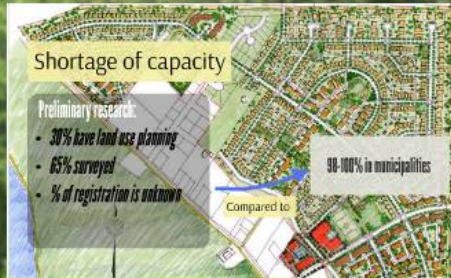 Shortage of capacity
Preliminary research:
• 30% have land use planning
• 65% surveyed
• % of registration is unknown
Compared to
98-100% in municipalities